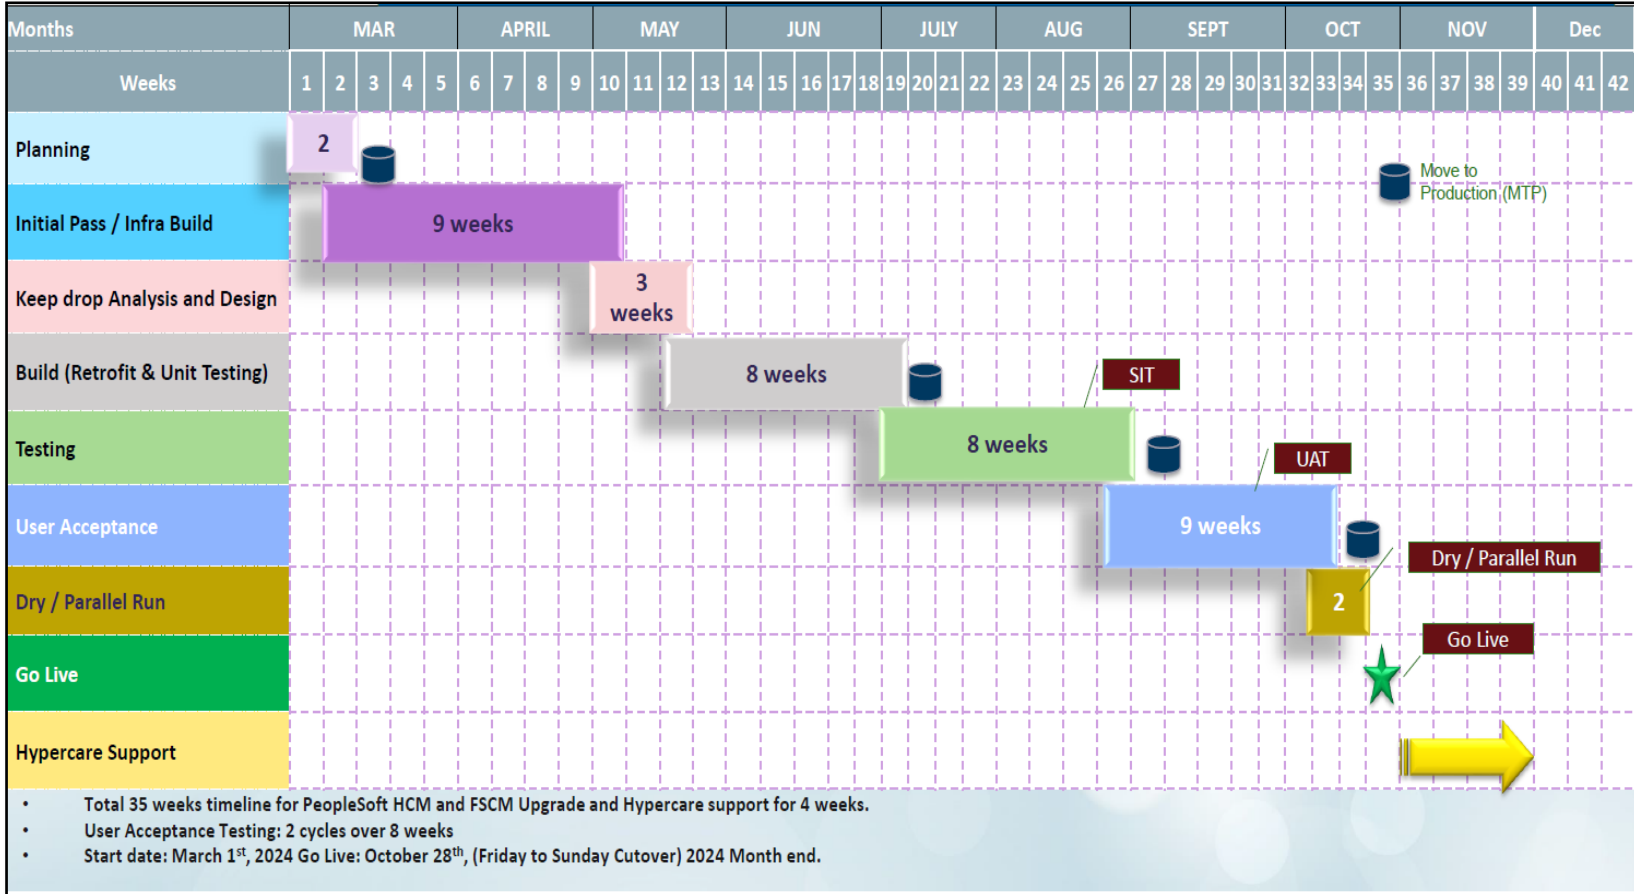 Months MAR APRIL MAY JUN JULY AUG SEPT OCT NOV Dec
Weeks 1 2 3 4 5 6 7 8 9 10 11 12 13 14 15 16 17 18 19 20 21 22 23 24 25 26 27 28 29 30 31 32 33 34 35 36 37 38 39 40 41 42
Planning 2
Move to
Production (MTP)
Initial Pass / Infra Build 9 weeks
Keep drop Analysis and Design 3
weeks
Build (Retrofit & Unit Testing) 8 weeks
SIT
Testing 8 weeks
UAT
User Acceptance 9 weeks
Dry / Parallel Run
Dry / Parallel Run 2
Go Live
Go Live
Hypercare Support
• Total 35 weeks timeline for PeopleSoft HCM and FSCM Upgrade and Hypercare support for 4 weeks.
• User Acceptance Testing: 2 cycles over 8 weeks
• Start date: March 1st, 2024 Go Live: October 28th, (Friday to Sunday Cutover) 2024 Month end.